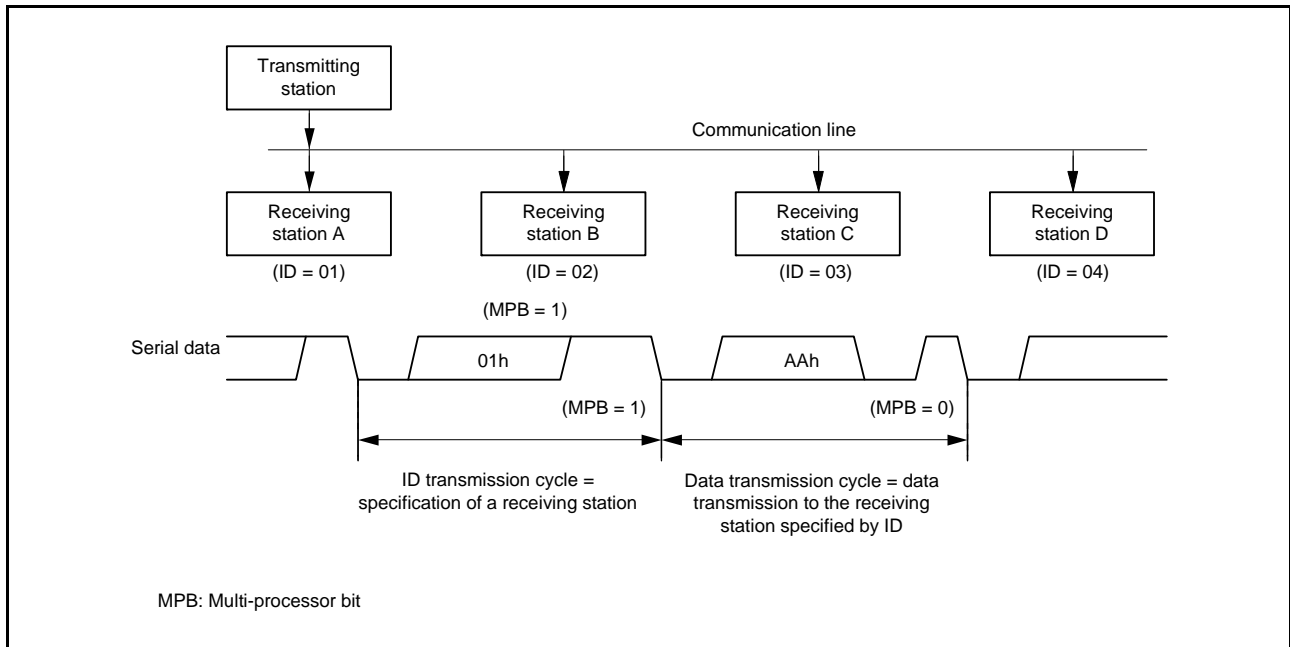 Transmitting
station
Communication line
Receiving
station A
Receiving
station B
Receiving
station C
Receiving
station D
(ID = 01)
(ID = 02)
(ID = 03)
(ID = 04)
(MPB = 1)
Serial data
01h
AAh
(MPB = 1)
(MPB = 0)
ID transmission cycle =
specification of a receiving station
Data transmission cycle = data
transmission to the receiving
station specified by ID
MPB: Multi-processor bit